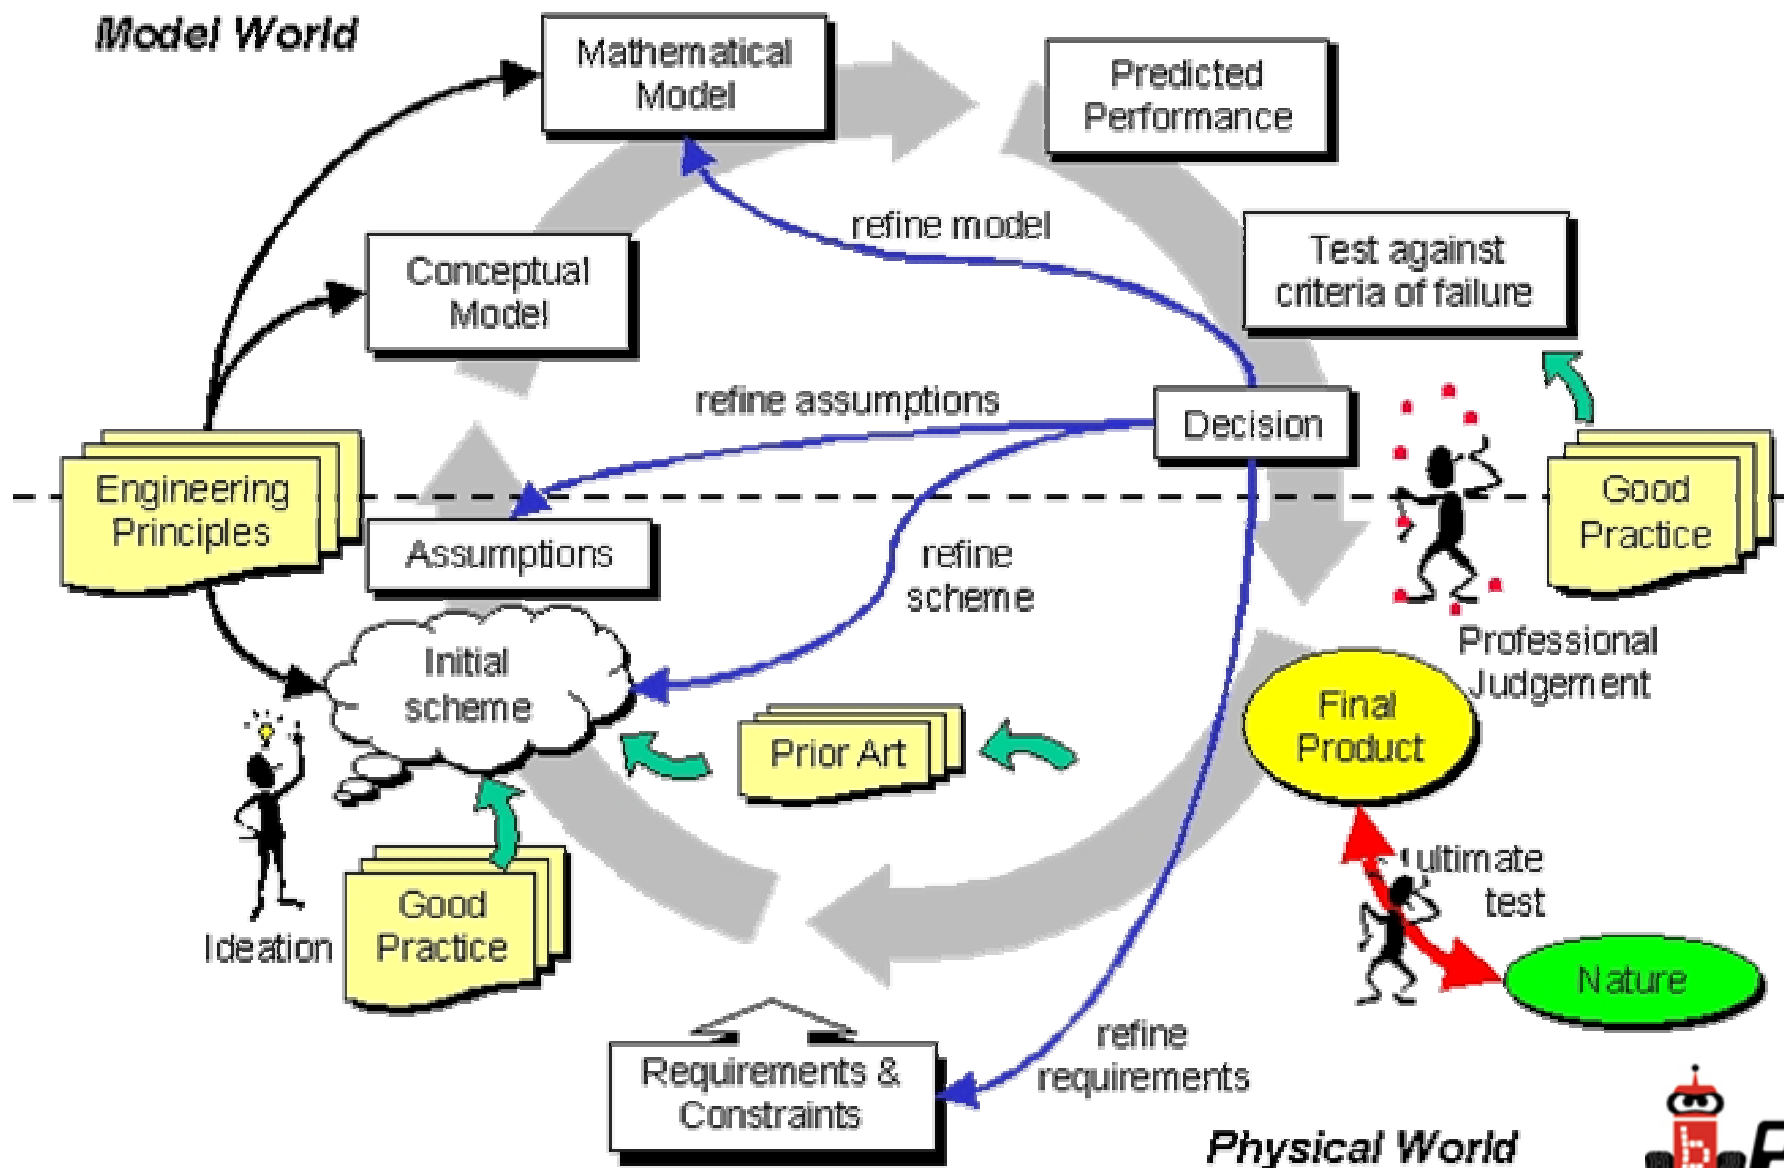 Model World
Mathematical
Model
Predicted
Performance
refine model
Test against
criteria of failure
Conceptual
Model
refine assumptions
Decision
Engineering
Principles
Good
Practice
Assumptions
refine
scheme
Initial
scheme
Professional
Judgement
Final
Product
Prior Art
ultimate
test
Good
Practice
Ideation
Nature
refine
requirements
Requirements &
Constraints
Physical World
b